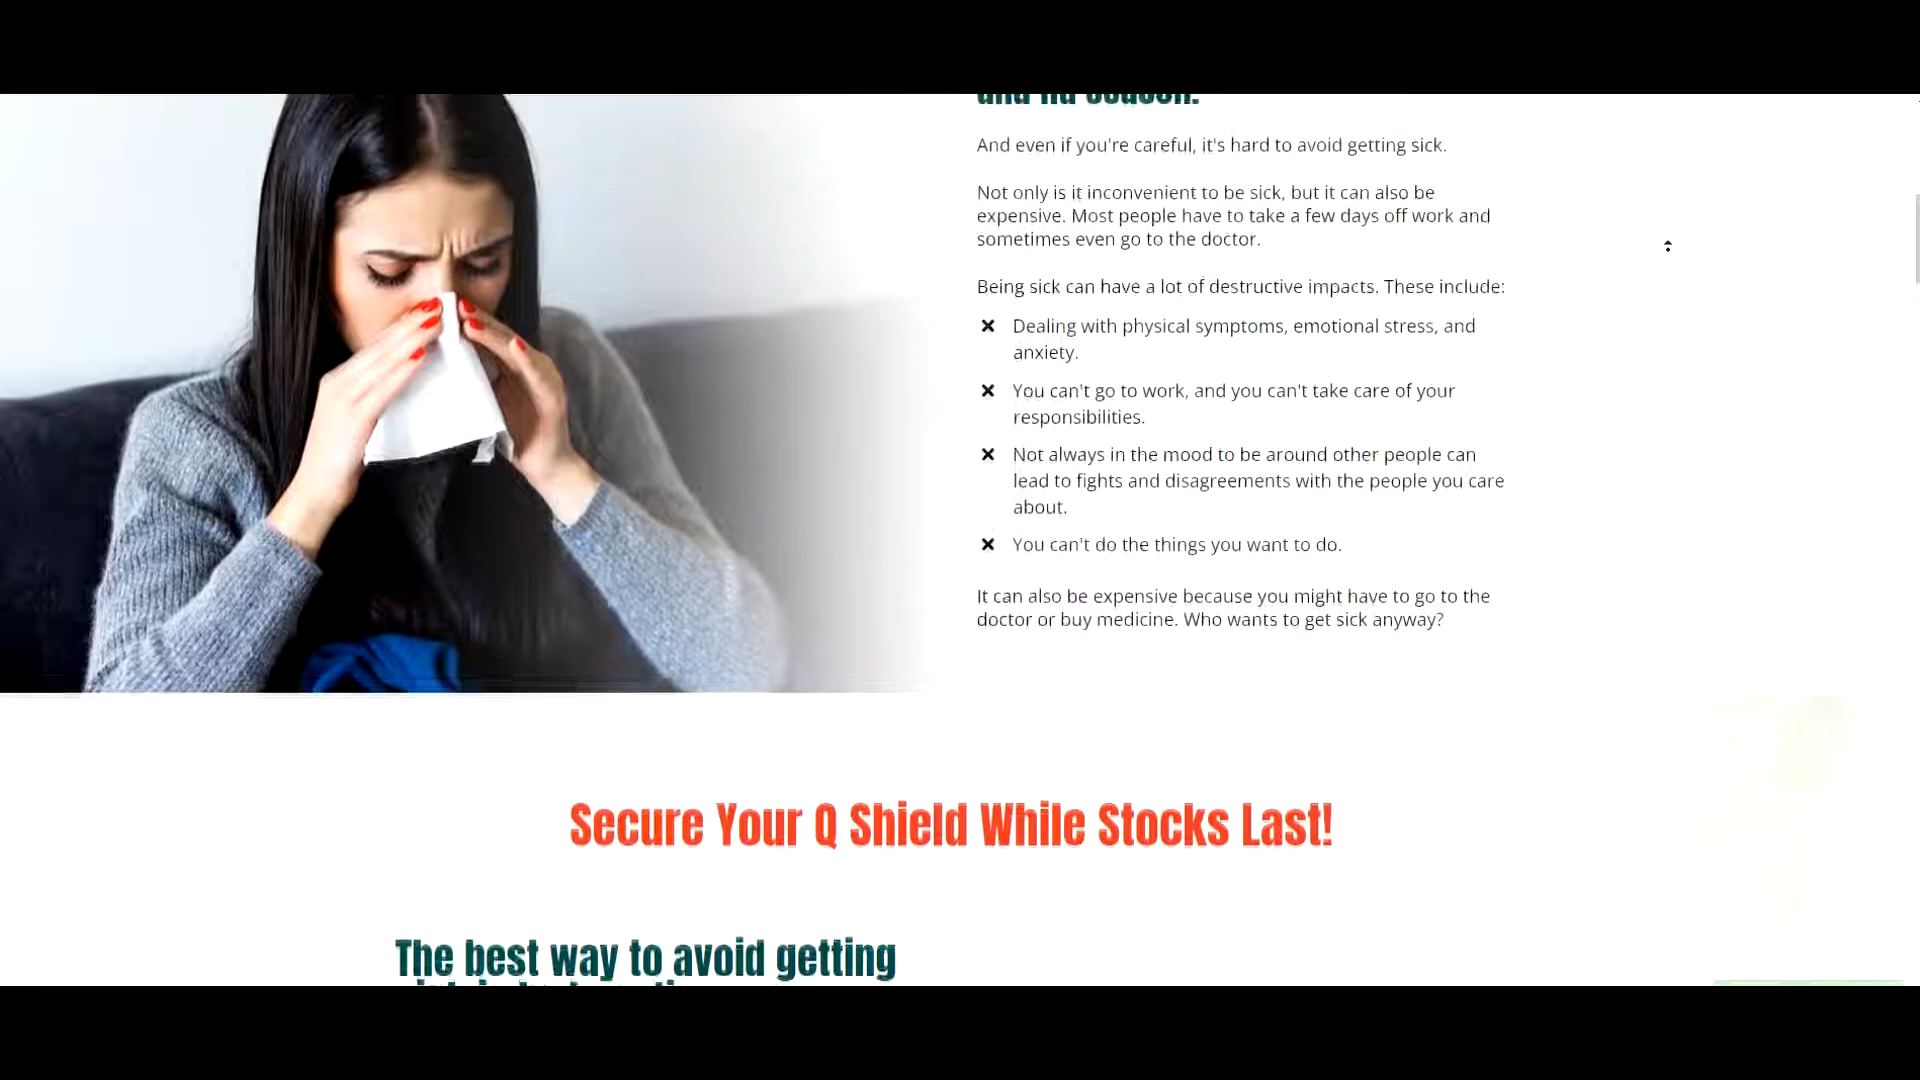 And even if you're careful, it's hard to avoid getting sick.
Not only is it inconvenient to be sick, but it can also be
expensive. Most people have to take a few days off work and
sometimes even go to the doctor.
Being sick can have a lot of destructive impacts. These include:
Dealing with physical symptoms, emotional stress, and
anxiety.
You can't go to work, and you can't take care of your
responsibilities.
Not always in the mood to be around other people can
lead to fights and disagreements with the people you care
about.
You can't do the things you want to do.
It can also be expensive because you might have to go to the
doctor or buy medicine. Who wants to get sick anyway?
Secure Your Q Shield While Stocks Last!
The best way to avoid getting